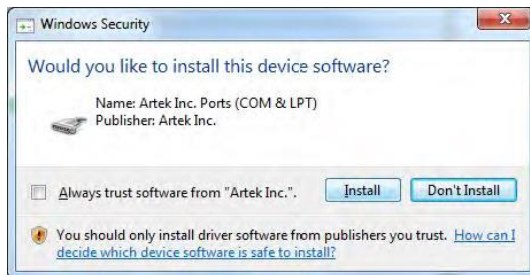 Windows Security
Would you like to install this device software?
Name: Artek Inc. Ports (COM & LPT)
Publisher: Artek Inc.
Always trust software from "Artek Inc.".
Install
Don't Install
You should only install driver software from publishers you trust. How can I
decide which device software is safe to install?